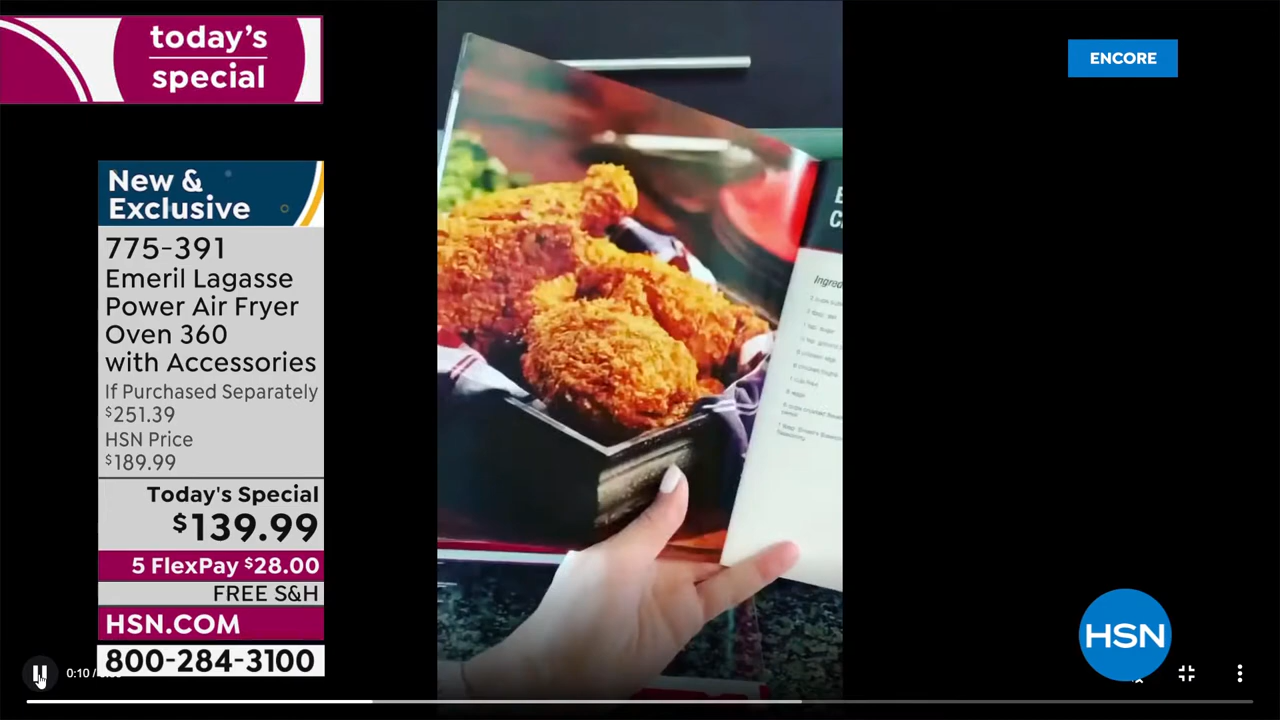 today's
special
ENCORE
New &
Exclusive
775-391
Emeril Lagasse
Power Air Fryer
Oven 360
with Accessories
If Purchased Separately
$251.39
HSN Price
$189.99
Today's Special
$139.99
5 FlexPay $28.00
FREE S&H
HSN.COM
800-284-3100
HSN
0:10 /